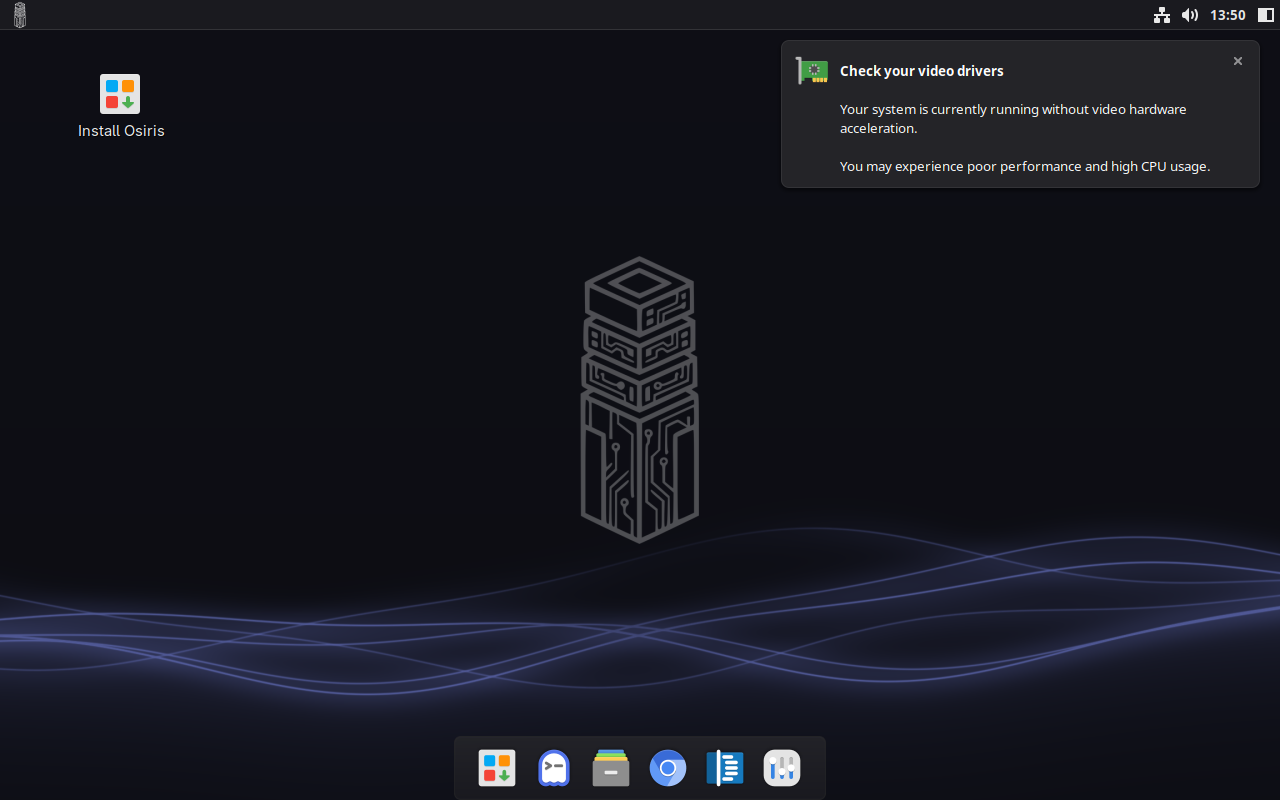 13:50
Install Osiris
Check your video drivers
Your system is currently running without video hardware
acceleration.
You may experience poor performance and high CPU usage.